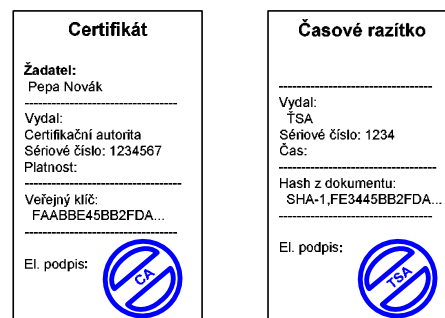 Certifikát
Žadatel:
Pepa Novák
Vydal:
Certifikační autorita
Sériové číslo: 1234567
Platnost:
Veřejný klíč:
FAABBE45BB2FDA...
El. podpis:
CA
Časové razítko
Vydal:
ŤSA
Sériové číslo: 1234
Čas:
Hash z dokumentu:
SHA-1,FE3445BB2FDA...
El. podpis:
TSA